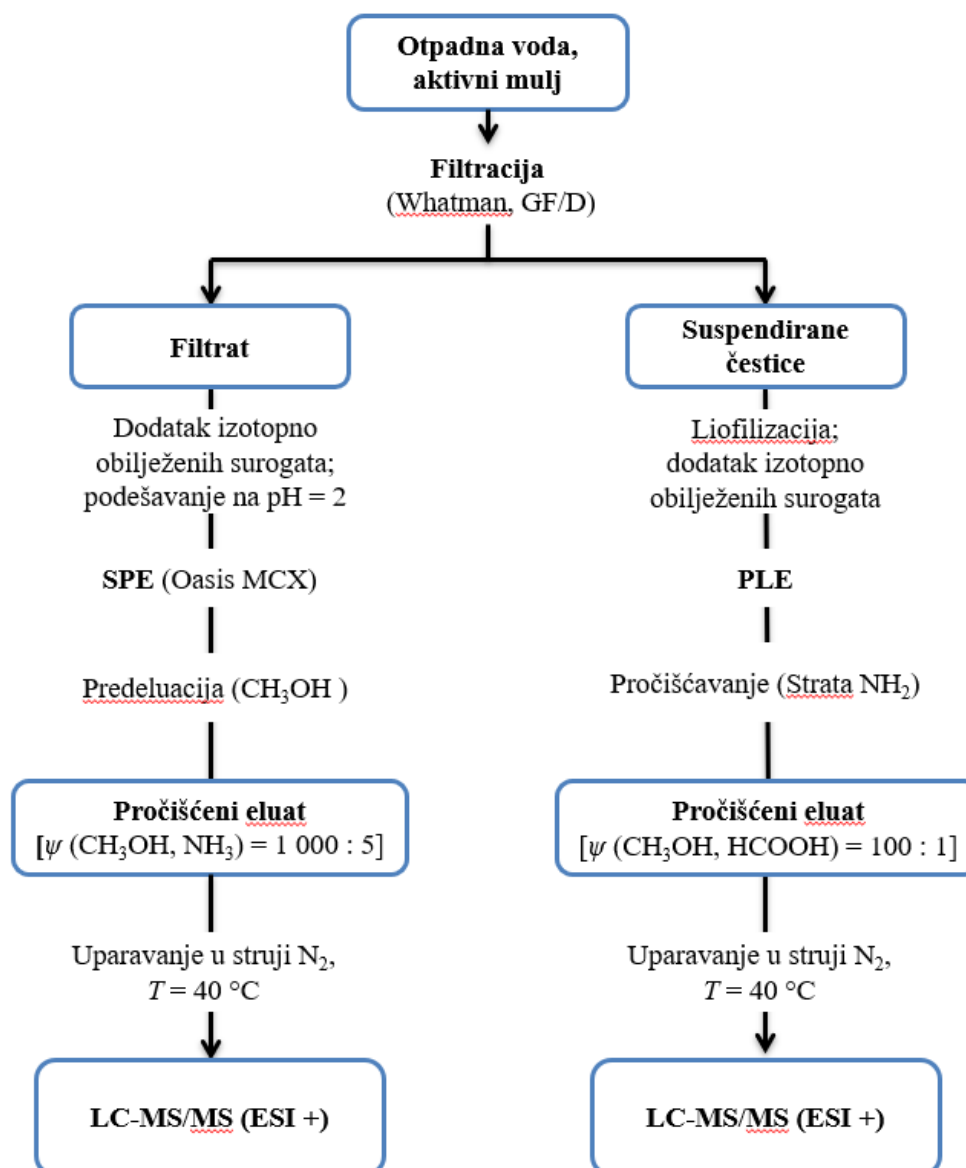 Otpadna voda,
aktivni mulj
Filtracija
(Whatman, GF/D)
Filtrat
Dodatak izotopno
obilježenih surogata;
podešavanje na pH = 2
SPE (Oasis MCX)
Predeluacija (CH₃OH )
Pročišćeni eluat
[ψ (CH₃OH, NH₃) = 1 000 : 5]
Uparavanje u struji N₂,
T = 40 °C
LC-MS/MS (ESI +)
Suspendirane
čestice
Liofilizacija;
dodatak izotopno
obilježenih surogata
PLE
Pročišćavanje (Strata NH₂)
Pročišćeni eluat
[ψ (CH₃OH, HCOOH) = 100 : 1]
Uparavanje u struji N₂,
T = 40 °C
LC-MS/MS (ESI +)